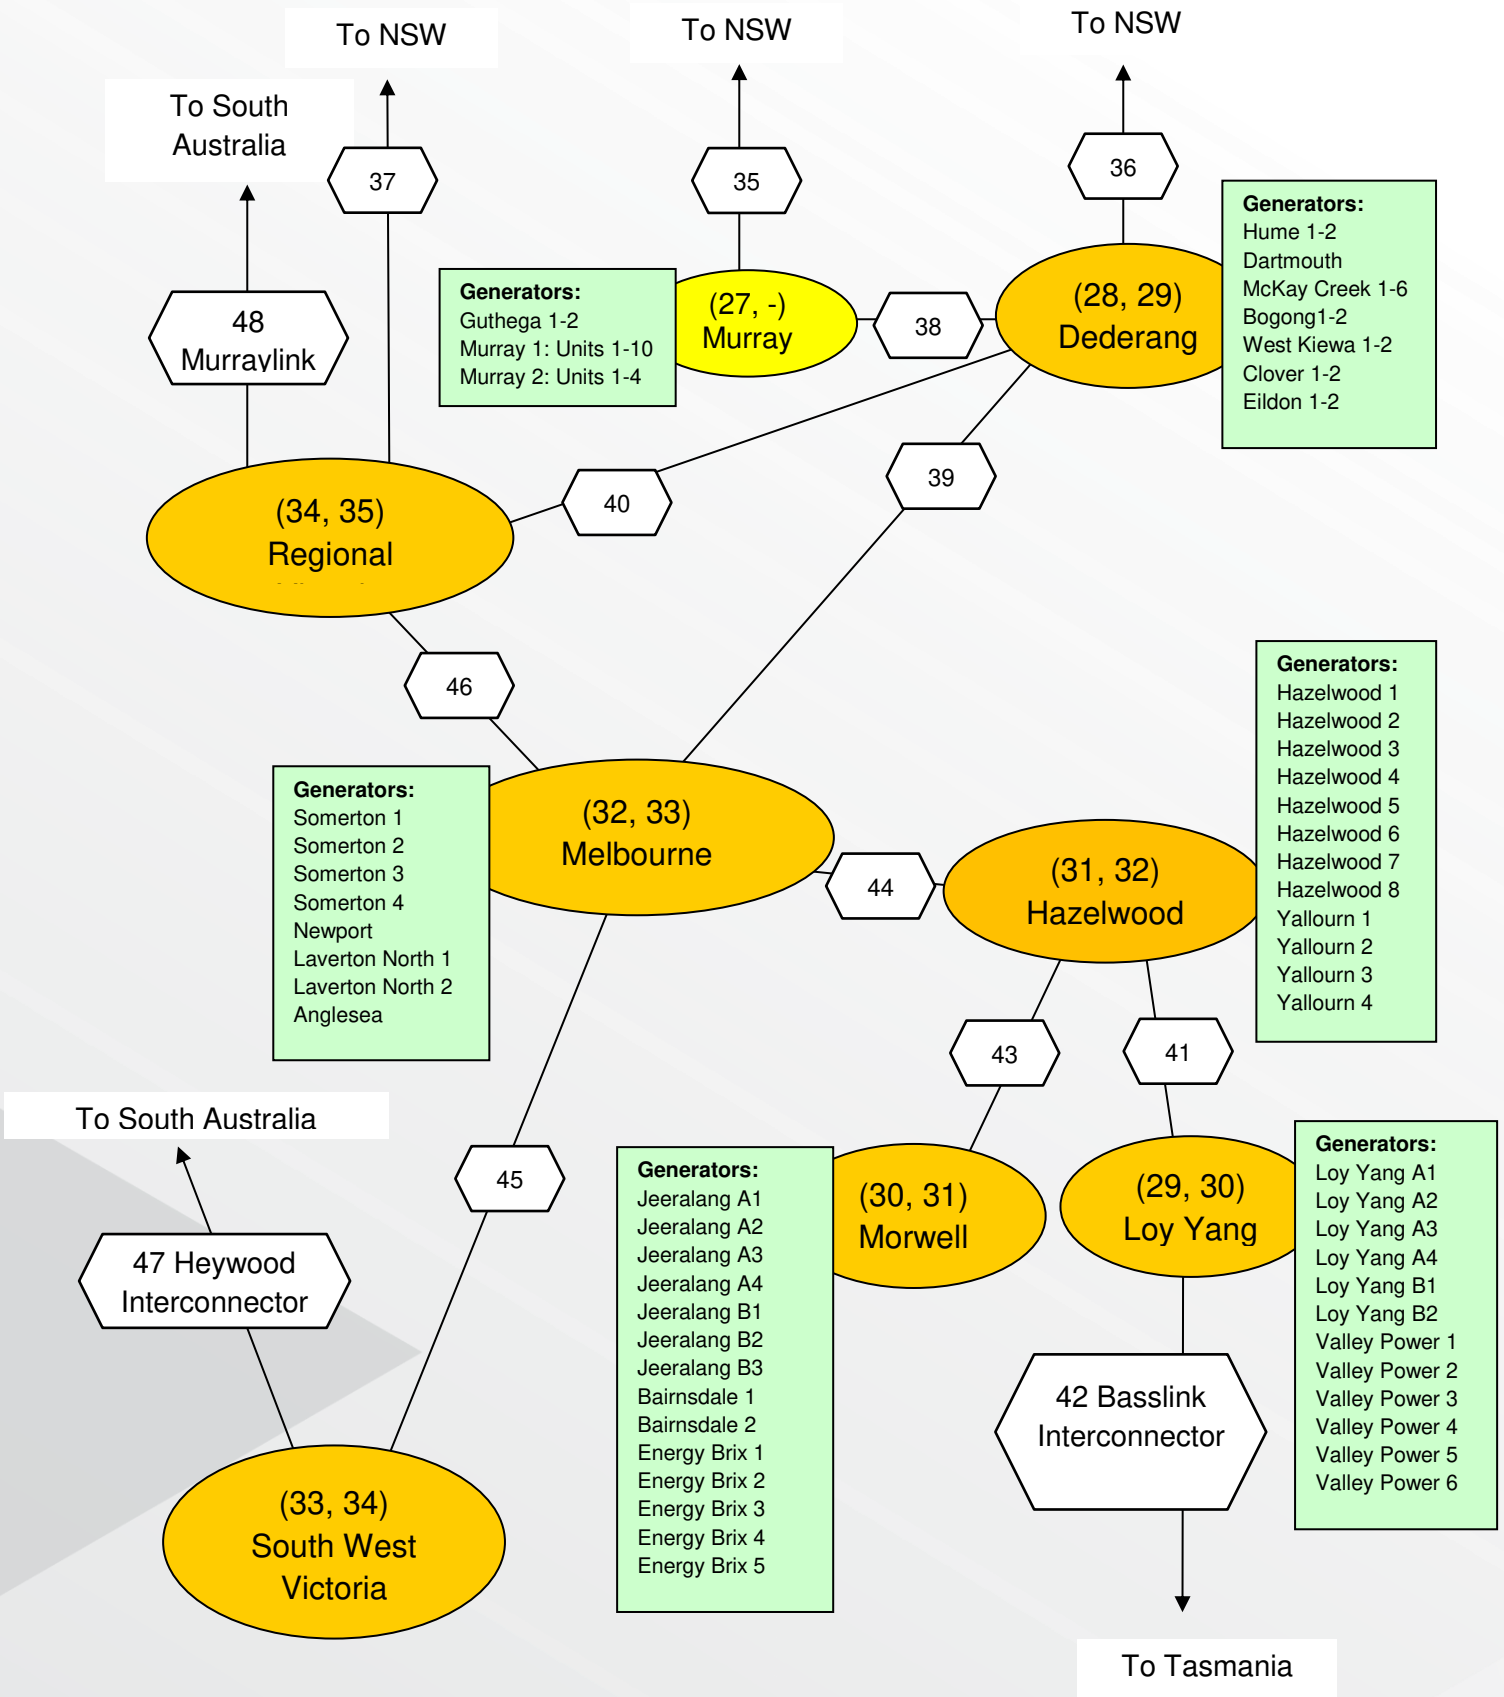 To NSW
To NSW
To NSW
To South
Australia
37
35
36
48
Murraylink
Generators:
Guthega 1-2
Murray 1: Units 1-10
Murray 2: Units 1-4
(27, -)
Murray
38
(28, 29)
Dederang
Generators:
Hume 1-2
Dartmouth
McKay Creek 1-6
Bogong1-2
West Kiewa 1-2
Clover 1-2
Eildon 1-2
40
39
(34, 35)
Regional
46
Generators:
Somerton 1
Somerton 2
Somerton 3
Somerton 4
Newport
Laverton North 1
Laverton North 2
Anglesea
(32, 33)
Melbourne
44
(31, 32)
Hazelwood
Generators:
Hazelwood 1
Hazelwood 2
Hazelwood 3
Hazelwood 4
Hazelwood 5
Hazelwood 6
Hazelwood 7
Hazelwood 8
Yallourn 1
Yallourn 2
Yallourn 3
Yallourn 4
43
41
To South Australia
45
47 Heywood
Interconnector
Generators:
Jeeralang A1
Jeeralang A2
Jeeralang A3
Jeeralang A4
Jeeralang B1
Jeeralang B2
Jeeralang B3
Bairnsdale 1
Bairnsdale 2
Energy Brix 1
Energy Brix 2
Energy Brix 3
Energy Brix 4
Energy Brix 5
(30, 31)
Morwell
(29, 30)
Loy Yang
Generators:
Loy Yang A1
Loy Yang A2
Loy Yang A3
Loy Yang A4
Loy Yang B1
Loy Yang B2
Valley Power 1
Valley Power 2
Valley Power 3
Valley Power 4
Valley Power 5
Valley Power 6
42 Basslink
Interconnector
(33, 34)
South West
Victoria
To Tasmania